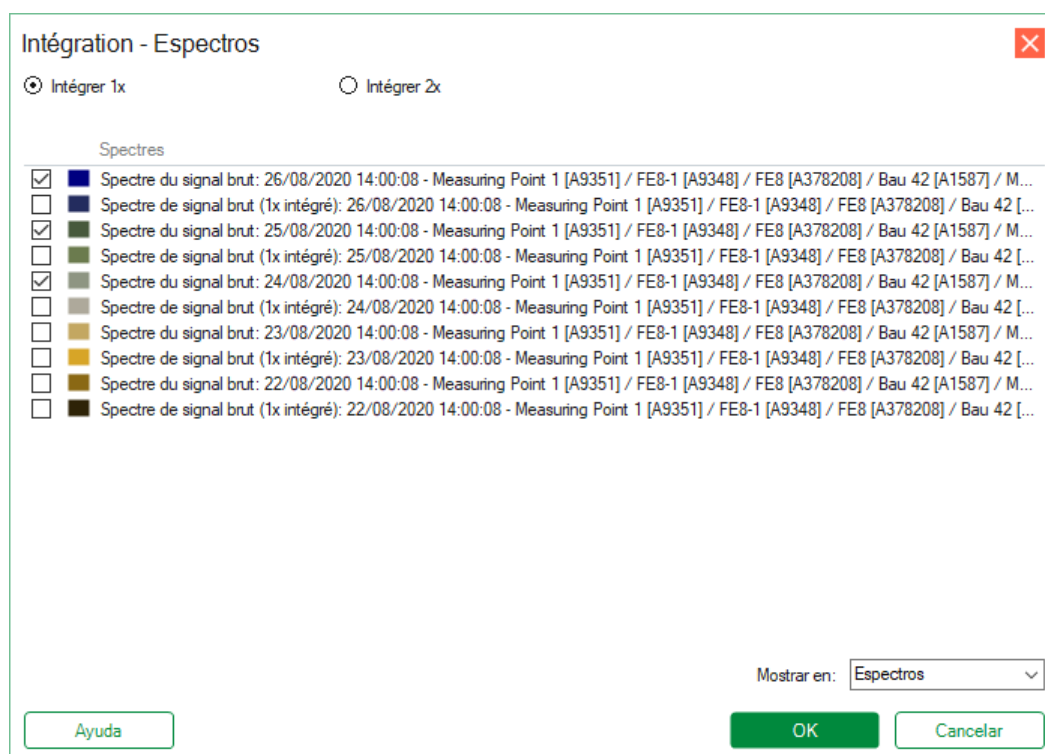 Intégration - Espectros
Intégrer 1x Intégrer 2x
Spectres
Spectre du signal brut: 26/08/2020 14:00:08 - Measuring Point 1 [A9351] / FE8-1 [A9348] / FE8 [A378208] / Bau 42 [A1587] / M...
Spectre de signal brut (1x intégré): 26/08/2020 14:00:08 - Measuring Point 1 [A9351] / FE8-1 [A9348] / FE8 [A378208] / Bau 42 [...
Spectre du signal brut: 25/08/2020 14:00:08 - Measuring Point 1 [A9351] / FE8-1 [A9348] / FE8 [A378208] / Bau 42 [A1587] / M...
Spectre de signal brut (1x intégré): 25/08/2020 14:00:08 - Measuring Point 1 [A9351] / FE8-1 [A9348] / FE8 [A378208] / Bau 42 [...
Spectre du signal brut: 24/08/2020 14:00:08 - Measuring Point 1 [A9351] / FE8-1 [A9348] / FE8 [A378208] / Bau 42 [A1587] / M...
Spectre de signal brut (1x intégré): 24/08/2020 14:00:08 - Measuring Point 1 [A9351] / FE8-1 [A9348] / FE8 [A378208] / Bau 42 [...
Spectre du signal brut: 23/08/2020 14:00:08 - Measuring Point 1 [A9351] / FE8-1 [A9348] / FE8 [A378208] / Bau 42 [A1587] / M...
Spectre de signal brut (1x intégré): 23/08/2020 14:00:08 - Measuring Point 1 [A9351] / FE8-1 [A9348] / FE8 [A378208] / Bau 42 [...
Spectre du signal brut: 22/08/2020 14:00:08 - Measuring Point 1 [A9351] / FE8-1 [A9348] / FE8 [A378208] / Bau 42 [A1587] / M...
Spectre de signal brut (1x intégré): 22/08/2020 14:00:08 - Measuring Point 1 [A9351] / FE8-1 [A9348] / FE8 [A378208] / Bau 42 [...
Mostrar en: Espectros
Ayuda OK Cancelar